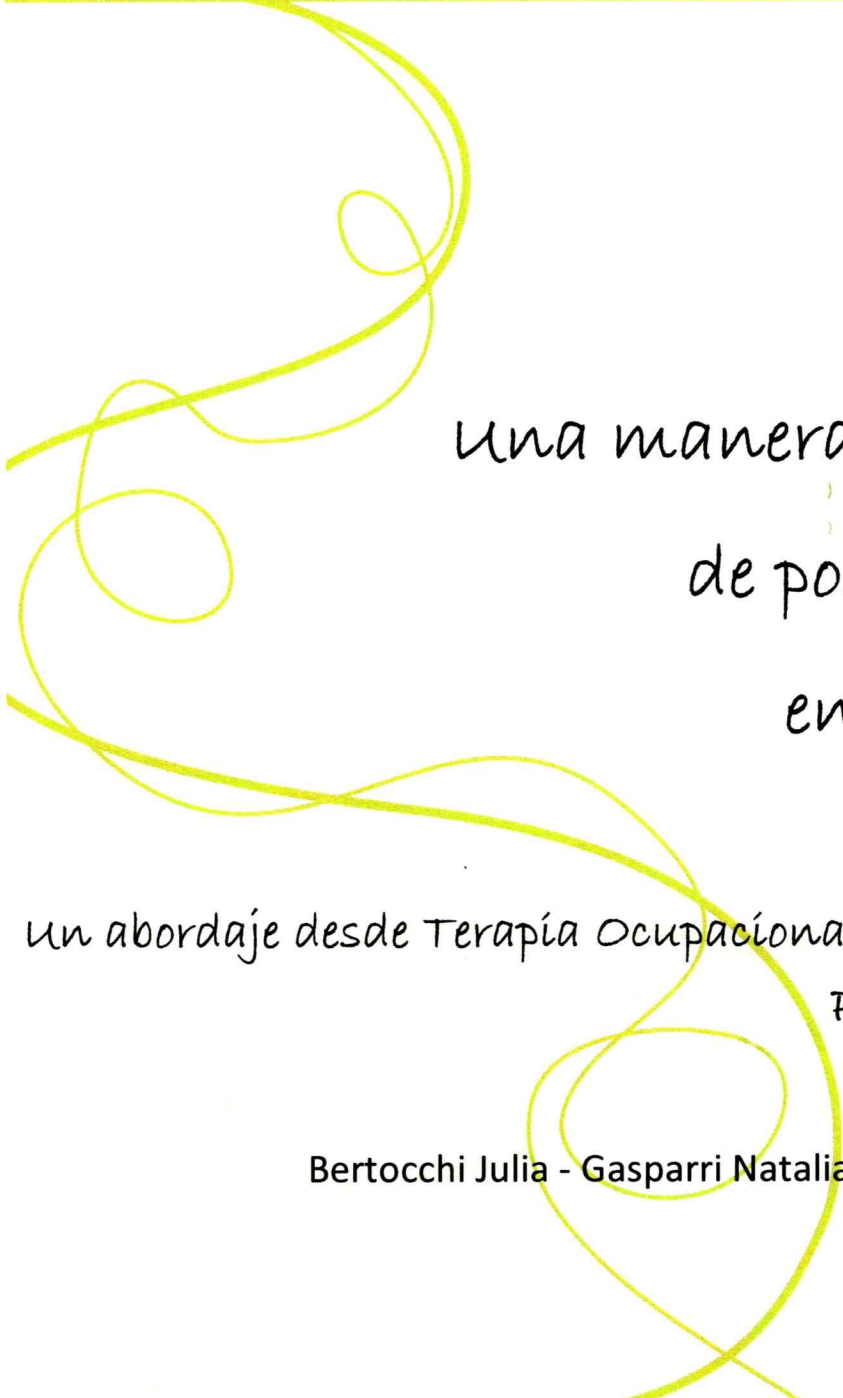 Una manera
de po
en
Un abordaje desde Terapia Ocupaciona
P
Bertocchi Julia - Gasparri Natalia